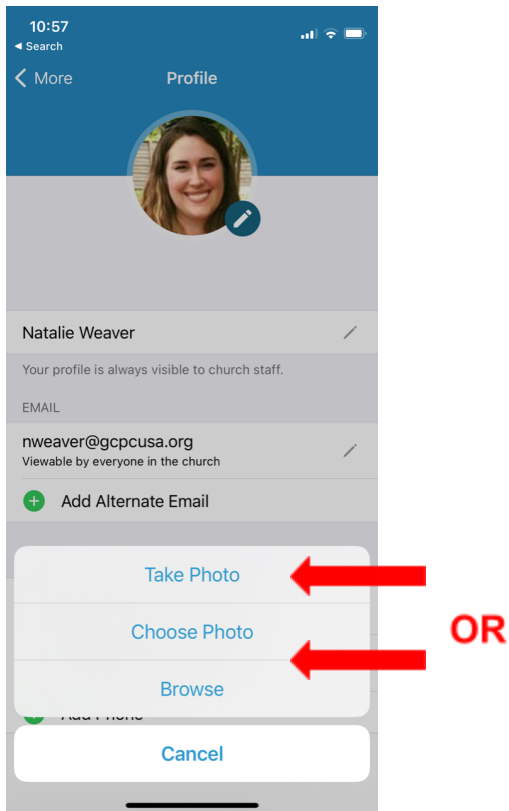 10:57
◀ Search
More
Profile
Natalie Weaver
Your profile is always visible to church staff.
EMAIL
nweaver@gcpcusa.org
Viewable by everyone in the church
Add Alternate Email
Take Photo
Choose Photo
OR
Browse
Cancel